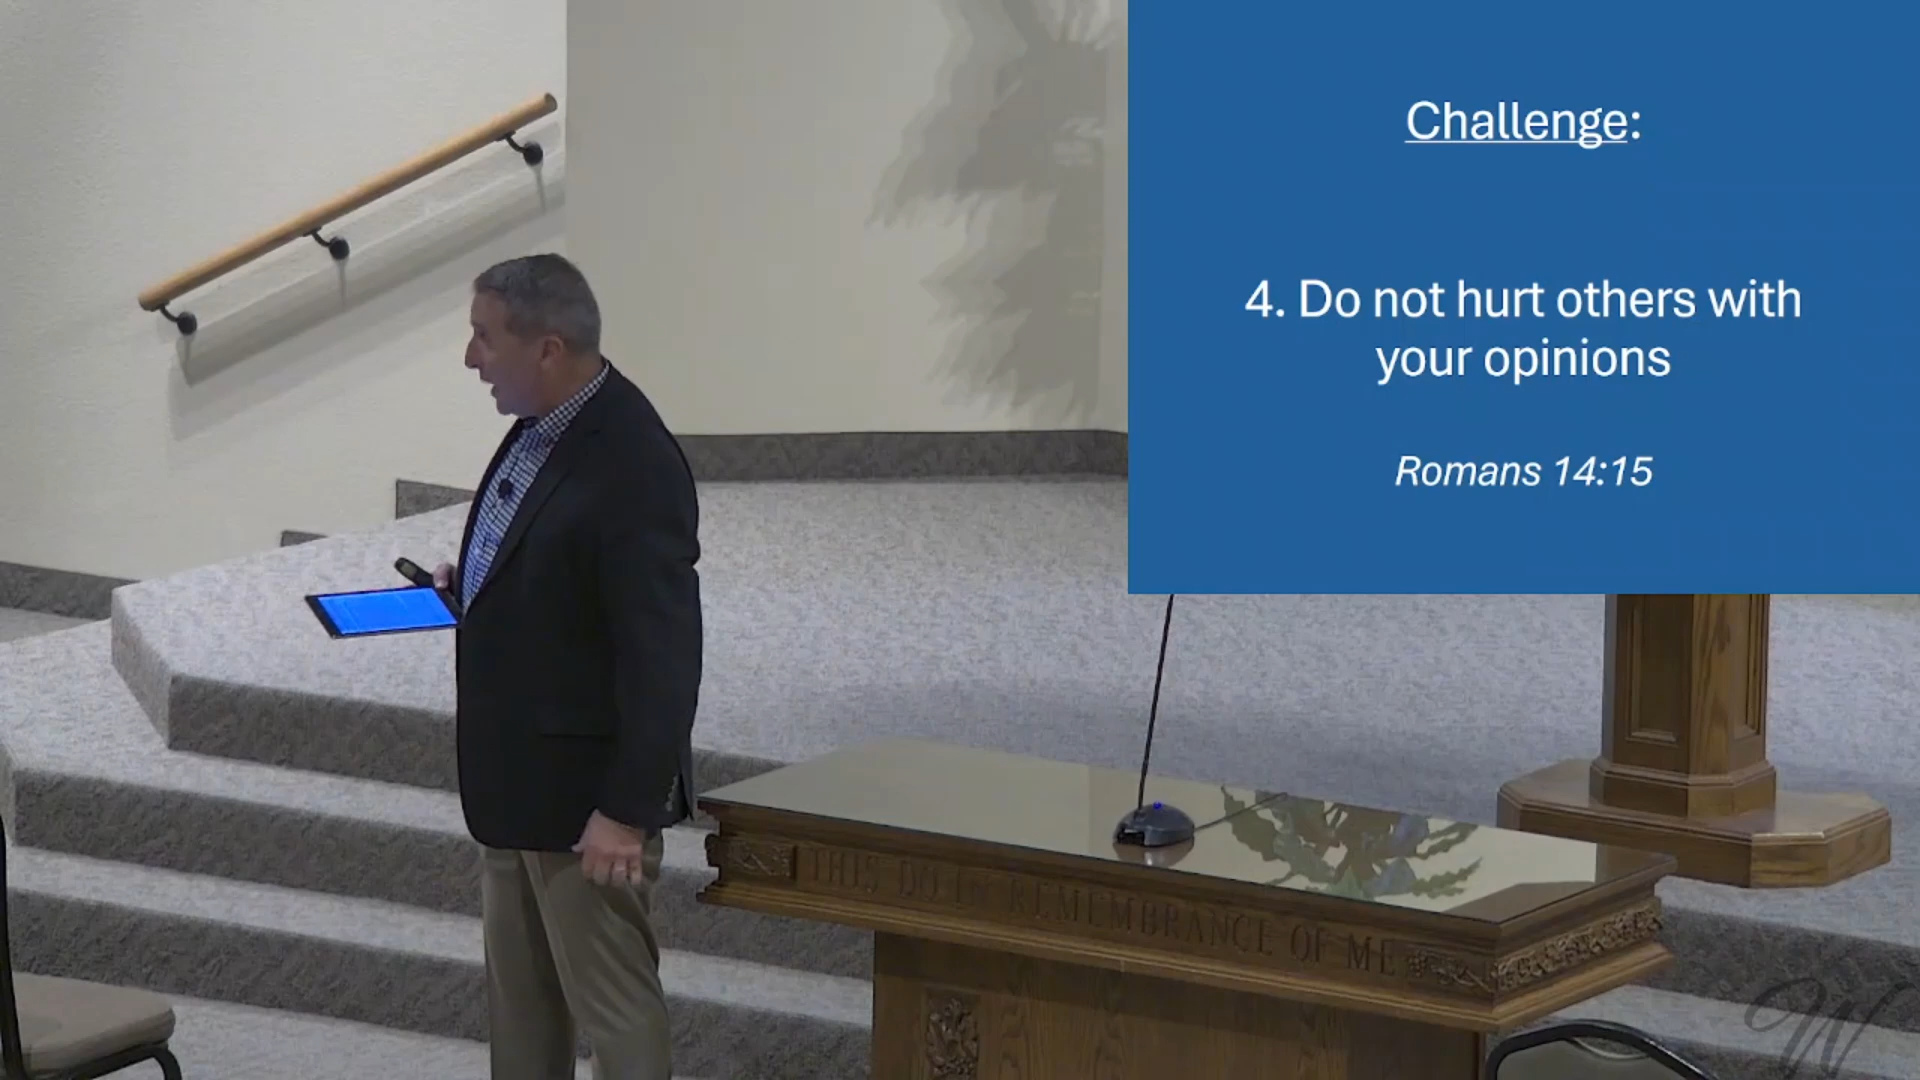 Challenge:
4. Do not hurt others with
your opinions
Romans 14:15
THIS DO IN REMEMBRANCE OF ME
W